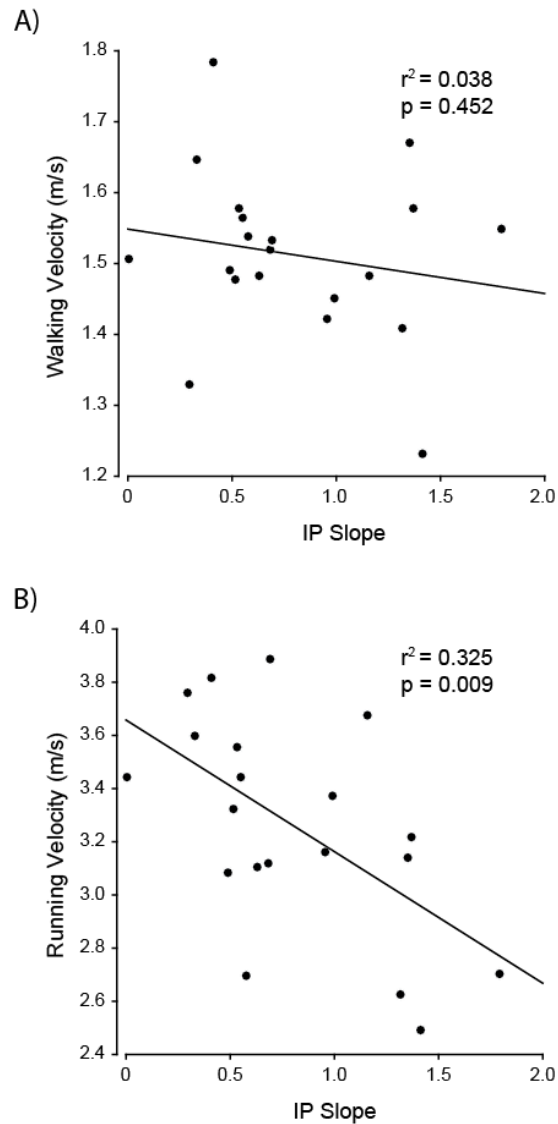 A)
r² = 0.038
p = 0.452
1.8
1.7
1.6
1.5
1.4
1.3
1.2
Walking Velocity (m/s)
0 0.5 1.0 1.5 2.0
IP Slope
B)
r² = 0.325
p = 0.009
4.0
3.8
3.6
3.4
3.2
3.0
2.8
2.6
2.4
Running Velocity (m/s)
0 0.5 1.0 1.5 2.0
IP Slope